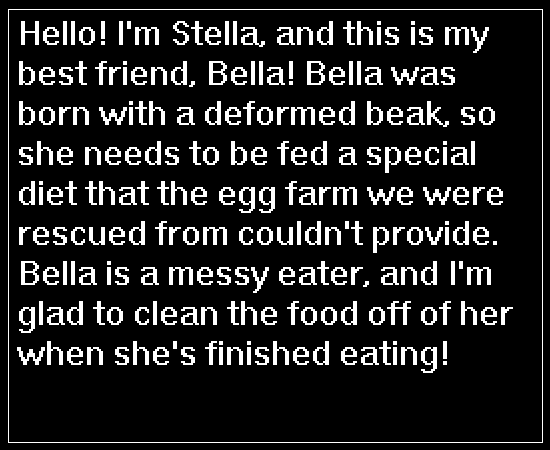 Hello! I'm Stella, and this is my
best friend, Bella! Bella was
born with a deformed beak, so
she needs to be fed a special
diet that the egg farm we were
rescued from couldn't provide.
Bella is a messy eater, and I'm
glad to clean the food off of her
when she's finished eating!